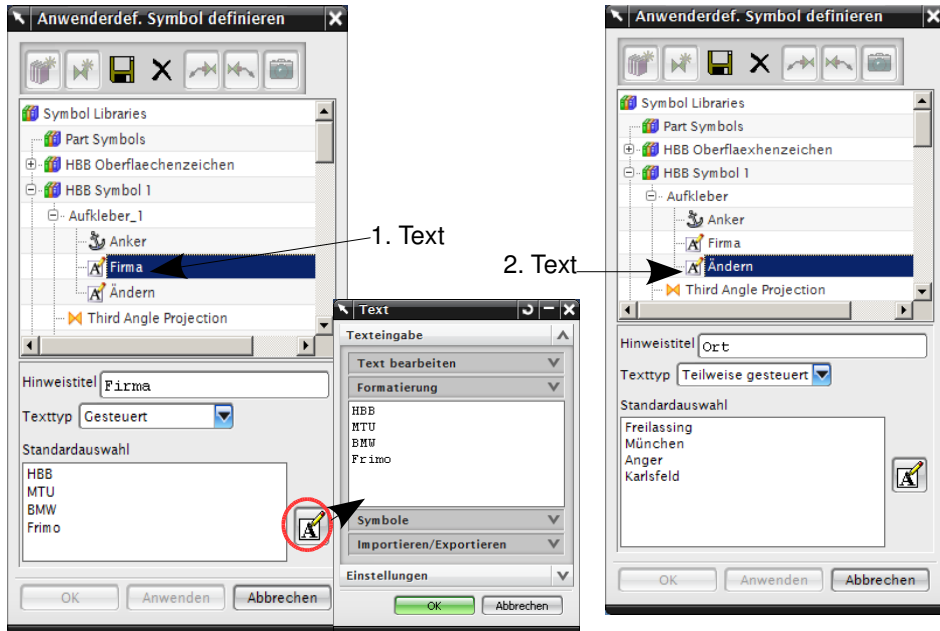 Anwenderdef. Symbol definieren
Symbol Libraries
Part Symbols
HBB Oberflaechenzeichen
HBB Symbol 1
Aufkleber_1
Anker
Firma
Ändern
Third Angle Projection
Hinweistitel Firma
Texttyp Gesteuert
Standardauswahl
HBB
MTU
BMW
Frimo
OK Anwenden Abbrechen
1. Text
2. Text
Text
Texteingabe
Text bearbeiten
Formatierung
HBB
MTU
BMW
Frimo
Symbole
Importieren/Exportieren
Einstellungen
OK Abbrechen
Anwenderdef. Symbol definieren
Symbol Libraries
Part Symbols
HBB Oberflaexhenzeichen
HBB Symbol 1
Aufkleber
Anker
Firma
Ändern
Third Angle Projection
Hinweistitel Ort
Texttyp Teilweise gesteuert
Standardauswahl
Freilassing
München
Anger
Karlsfeld
OK Anwenden Abbrechen